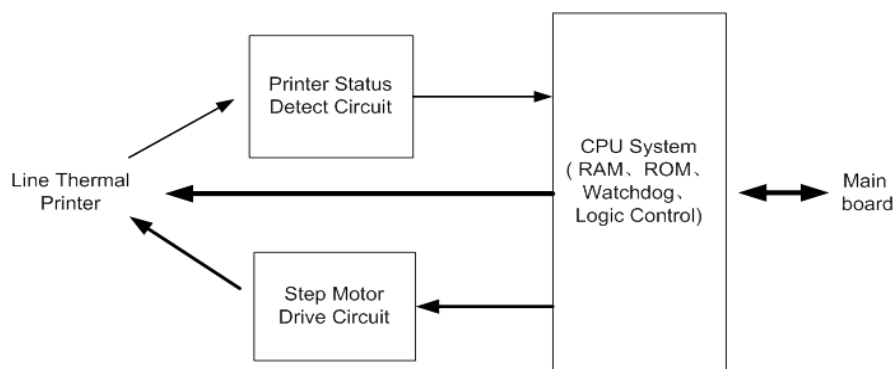 Printer Status
Detect Circuit
Line Thermal
Printer
CPU System
( RAM、ROM、
Watchdog、
Logic Control)
Main
board
Step Motor
Drive Circuit